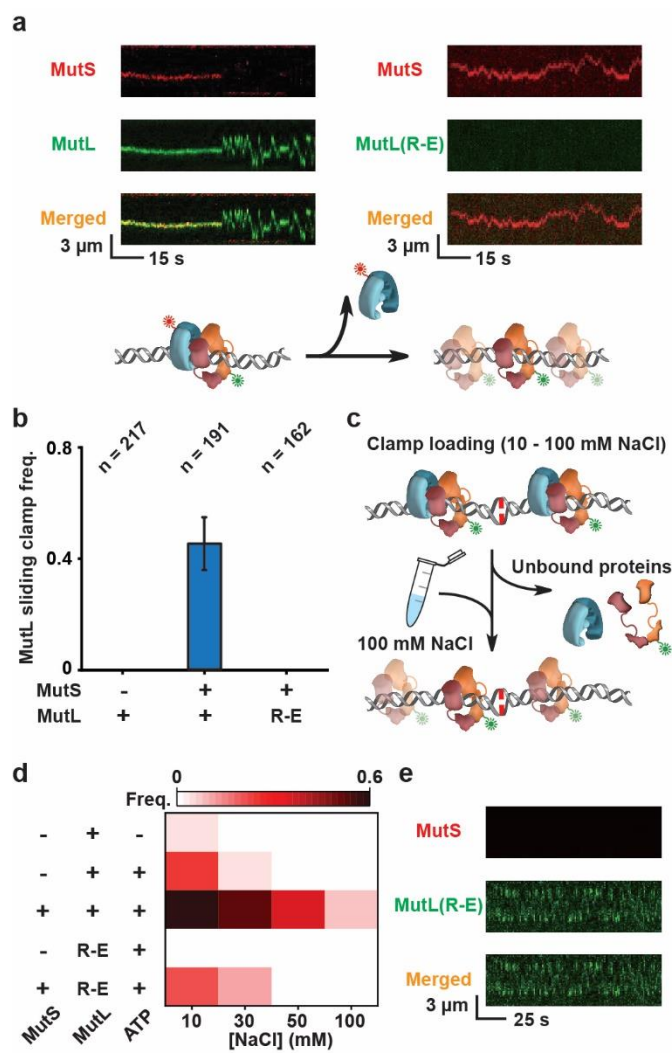 a
MutS
MutL
Merged
3 µm
15 s
MutS
MutL(R-E)
Merged
3 µm
15 s
b
MutL sliding clamp freq.
0.8
0.4
0
n = 217
n = 191
n = 162
MutS - + +
MutL + + R-E
c
Clamp loading (10 - 100 mM NaCl)
Unbound proteins
100 mM NaCl
d
0 0.6
Freq.
- + -
- + +
+ + +
- R-E +
+ R-E +
MutS MutL ATP
10 30 50 100
[NaCl] (mM)
e
MutS
MutL(R-E)
Merged
3 µm
25 s